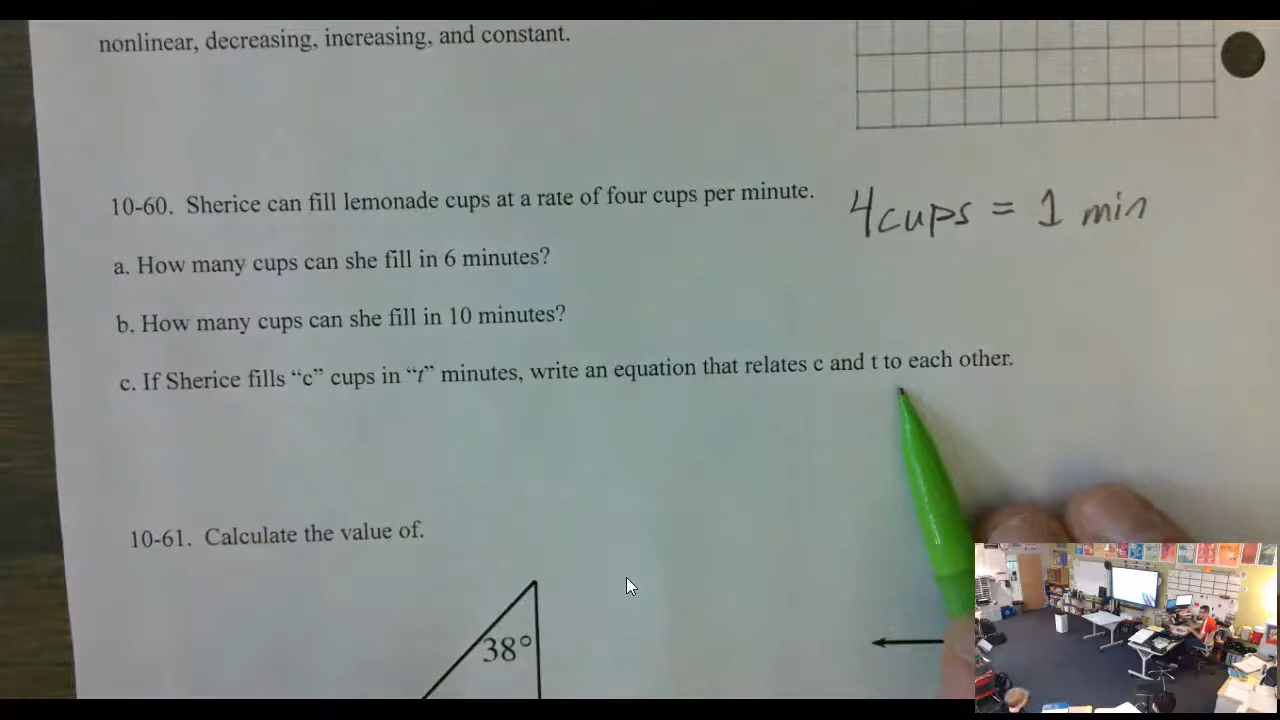 nonlinear, decreasing, increasing, and constant.
10-60. Sherice can fill lemonade cups at a rate of four cups per minute. 4 cups = 1 min
a. How many cups can she fill in 6 minutes?
b. How many cups can she fill in 10 minutes?
c. If Sherice fills “c” cups in “t” minutes, write an equation that relates c and t to each other.
10-61. Calculate the value of.
38°